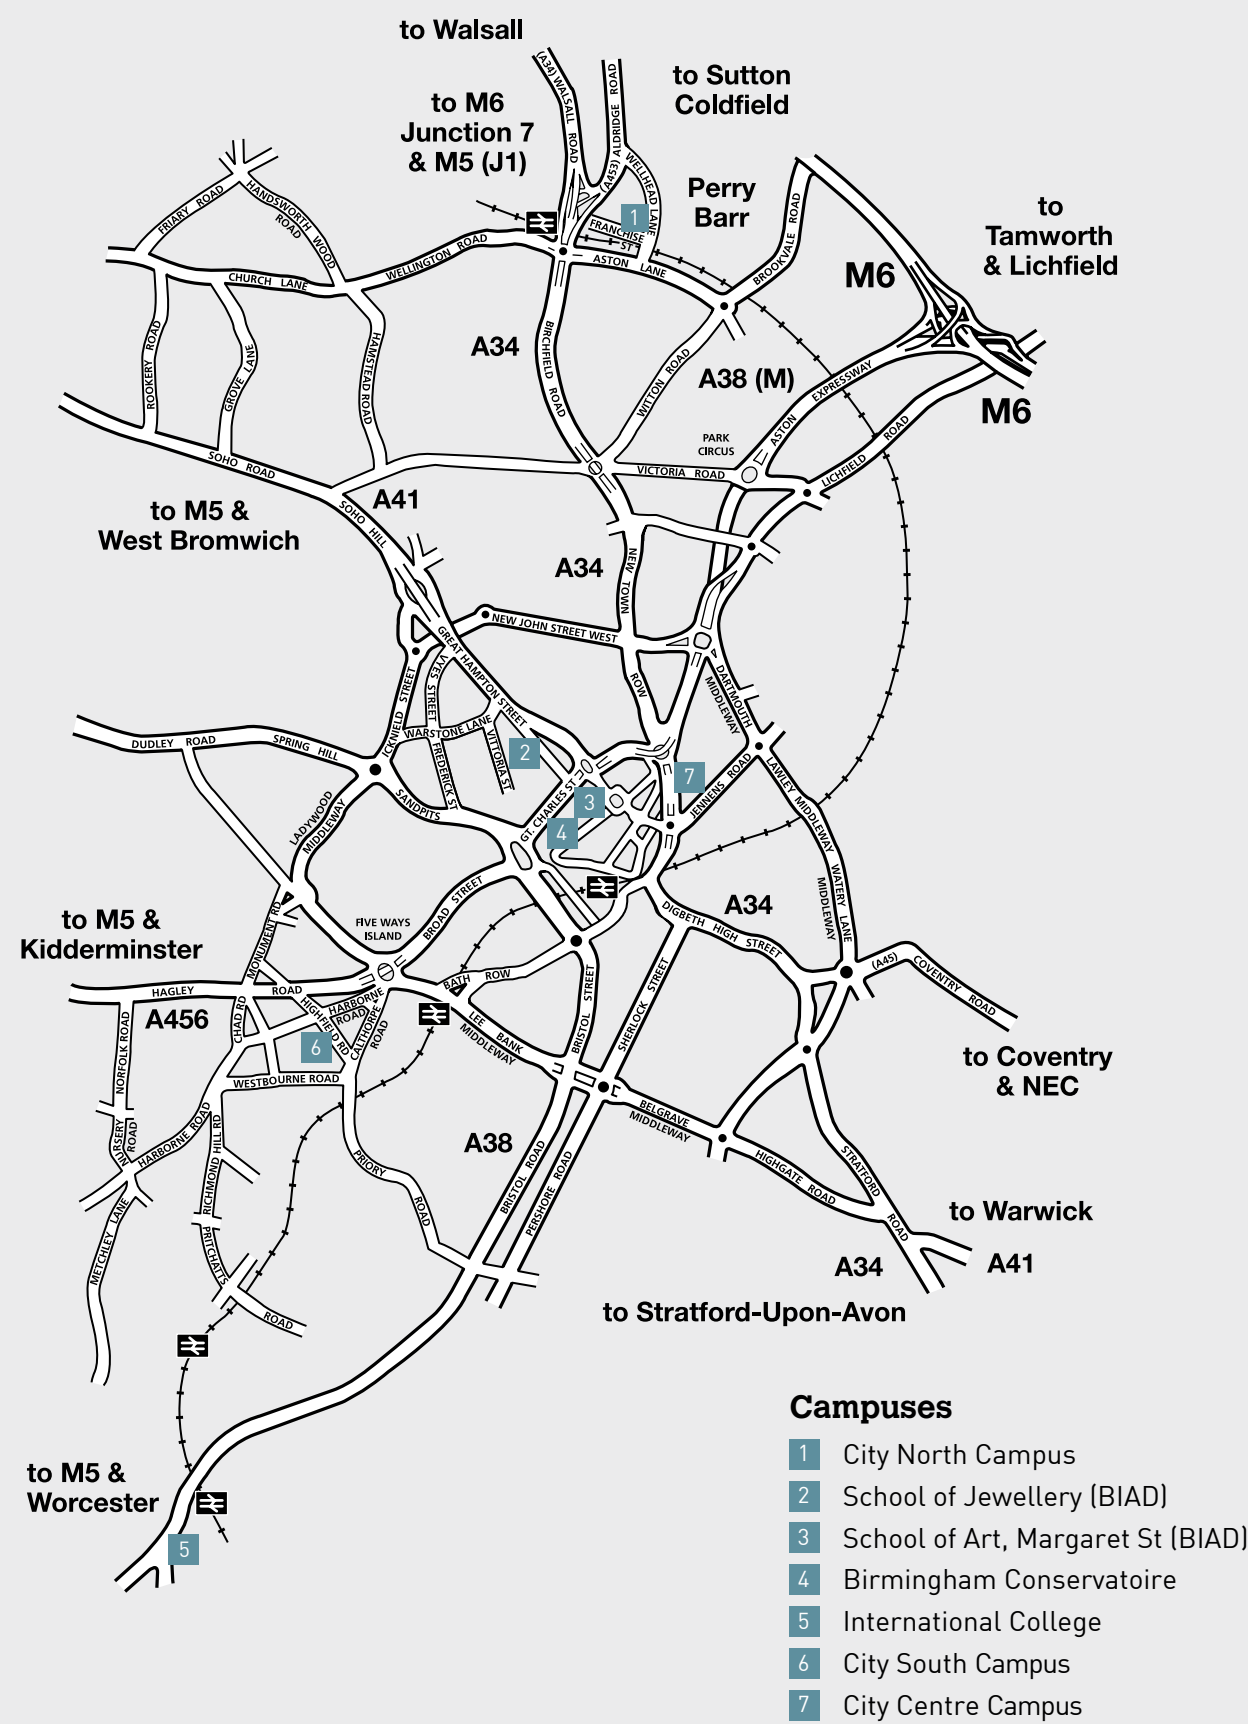 to Walsall
to Sutton
Coldfield
to M6
Junction 7
& M5 (J1)
(A34) WALSALL ROAD
(A453) ALDRIDGE ROAD
WELLHEAD LANE
Perry
Barr
1
FRANCHISE
ST
FRIARY ROAD
HANDSWORTH WOOD
ROAD
to
Tamworth
& Lichfield
M6
BROOKVALE ROAD
WELLINGTON ROAD
ASTON LANE
CHURCH LANE
ROOKERY ROAD
GROVE LANE
HAMSTEAD ROAD
A34
BIRCHFIELD ROAD
WITTON ROAD
A38 (M)
ASTON EXPRESSWAY
M6
PARK
CIRCUS
LICHFIELD ROAD
VICTORIA ROAD
SOHO ROAD
A41
SOHO HILL
to M5 &
West Bromwich
A34
NEW TOWN
ROW
NEW JOHN STREET WEST
GREAT HAMPTON STREET
VYES STREET
ICKNIELD STREET
WARSTONE LANE
FREDERICK ST
VITTORIA ST
2
DARTMOUTH
MIDDLEWAY
DUDLEY ROAD
SPRING HILL
LADYWOOD
MIDDLEWAY
SANDPITS
GT. CHARLES ST
3
4
7
JENNENS ROAD
LAWLEY MIDDLEWAY
WATERY LANE
MIDDLEWAY
to M5 &
Kidderminster
MONUMENT RD
FIVE WAYS
ISLAND
BROAD STREET
A34
DIGBETH HIGH STREET
(A45) COVENTRY ROAD
HAGLEY ROAD
A456
BATH ROW
LEE BANK
MIDDLEWAY
BRISTOL STREET
SHERLOCK STREET
CHAD RD
HIGHFIELD RD
HARBORNE
ROAD
CALTHORPE
ROAD
6
NORFOLK ROAD
WESTBOURNE ROAD
to Coventry
& NEC
NURSERY
ROAD
HARBORNE ROAD
RICHMOND HILL RD
BELGRAVE
MIDDLEWAY
A38
PRIORY ROAD
BRISTOL ROAD
PERSHORE ROAD
HIGHGATE ROAD
STRATFORD ROAD
METCHLEY LANE
PRITCHATTS ROAD
to Warwick
A34
A41
to Stratford-Upon-Avon
to M5 &
Worcester
5
Campuses
1 City North Campus
2 School of Jewellery (BIAD)
3 School of Art, Margaret St (BIAD)
4 Birmingham Conservatoire
5 International College
6 City South Campus
7 City Centre Campus